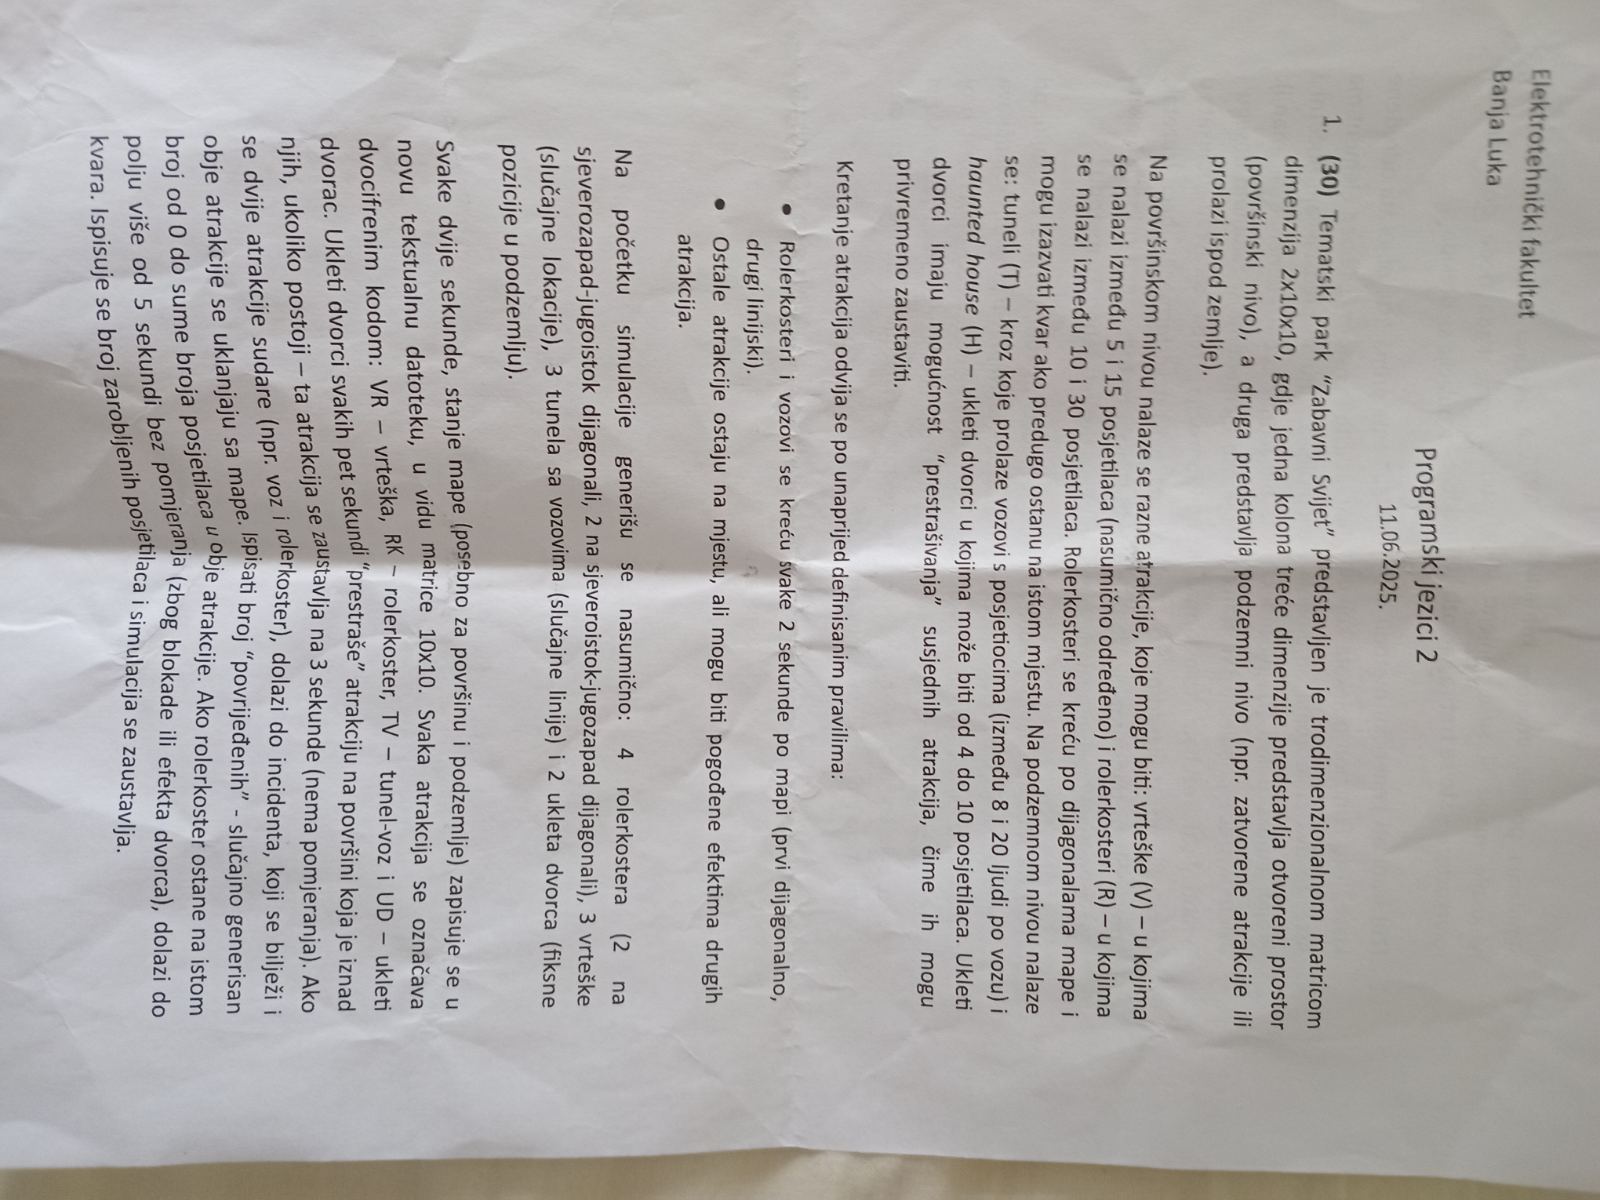 Elektrotehnički fakultet
Banja Luka
Programski jezici 2
11.06.2025.
1. (30) Tematski park “Zabavni Svijet” predstavljen je trodimenzionalnom matricom
dimenzija 2x10x10, gdje jedna kolona treće dimenzije predstavlja otvoreni prostor
(površinski nivo), a druga predstavlja podzemni nivo (npr. zatvorene atrakcije ili
prolazi ispod zemlje).
Na površinskom nivou nalaze se razne atrakcije, koje mogu biti: vrteške (V) – u kojima
se nalazi između 5 i 15 posjetilaca (nasumično određeno) i rolerkosteri (R) – u kojima
se nalazi između 10 i 30 posjetilaca. Rolerkosteri se kreću po dijagonalama mape i
mogu izazvati kvar ako predugo ostanu na istom mjestu. Na podzemnom nivou nalaze
se: tuneli (T) – kroz koje prolaze vozovi s posjetiocima (između 8 i 20 ljudi po vozu) i
haunted house (H) – ukleti dvorci u kojima može biti od 4 do 10 posjetilaca. Ukleti
dvorci imaju mogućnost “prestrašivanja” susjednih atrakcija, čime ih mogu
privremeno zaustaviti.
Kretanje atrakcija odvija se po unaprijed definisanim pravilima:
• Rolerkosteri i vozovi se kreću svake 2 sekunde po mapi (prvi dijagonalno,
drugi linijski).
• Ostale atrakcije ostaju na mjestu, ali mogu biti pogođene efektima drugih
atrakcija.
Na početku simulacije generišu se nasumično: 4 rolerkostera (2 na
sjeverozapad-jugoistok dijagonali, 2 na sjeveroistok-jugozapad dijagonali), 3 vrteške
(slučajne lokacije), 3 tunela sa vozovima (slučajne linije) i 2 ukleta dvorca (fiksne
pozicije u podzemlju).
Svake dvije sekunde, stanje mape (posebno za površinu i podzemlje) zapisuje se u
novu tekstualnu datoteku, u vidu matrice 10x10. Svaka atrakcija se označava
dvocifrenim kodom: VR – vrteška, RK – rolerkoster, TV – tunel-voz i UD – ukleti
dvorac. Ukleti dvorci svakih pet sekundi “prestraše” atrakciju na površini koja je iznad
njih, ukoliko postoji – ta atrakcija se zaustavlja na 3 sekunde (nema pomjeranja). Ako
se dvije atrakcije sudare (npr. voz i rolerkoster), dolazi do incidenta, koji se bilježi i
obje atrakcije se uklanjaju sa mape. Ispisati broj “povrijeđenih” - slučajno generisan
broj od 0 do sume broja posjetilaca u obje atrakcije. Ako rolerkoster ostane na istom
polju više od 5 sekundi bez pomjeranja (zbog blokade ili efekta dvorca), dolazi do
kvara. Ispisuje se broj zarobljenih posjetilaca i simulacija se zaustavlja.